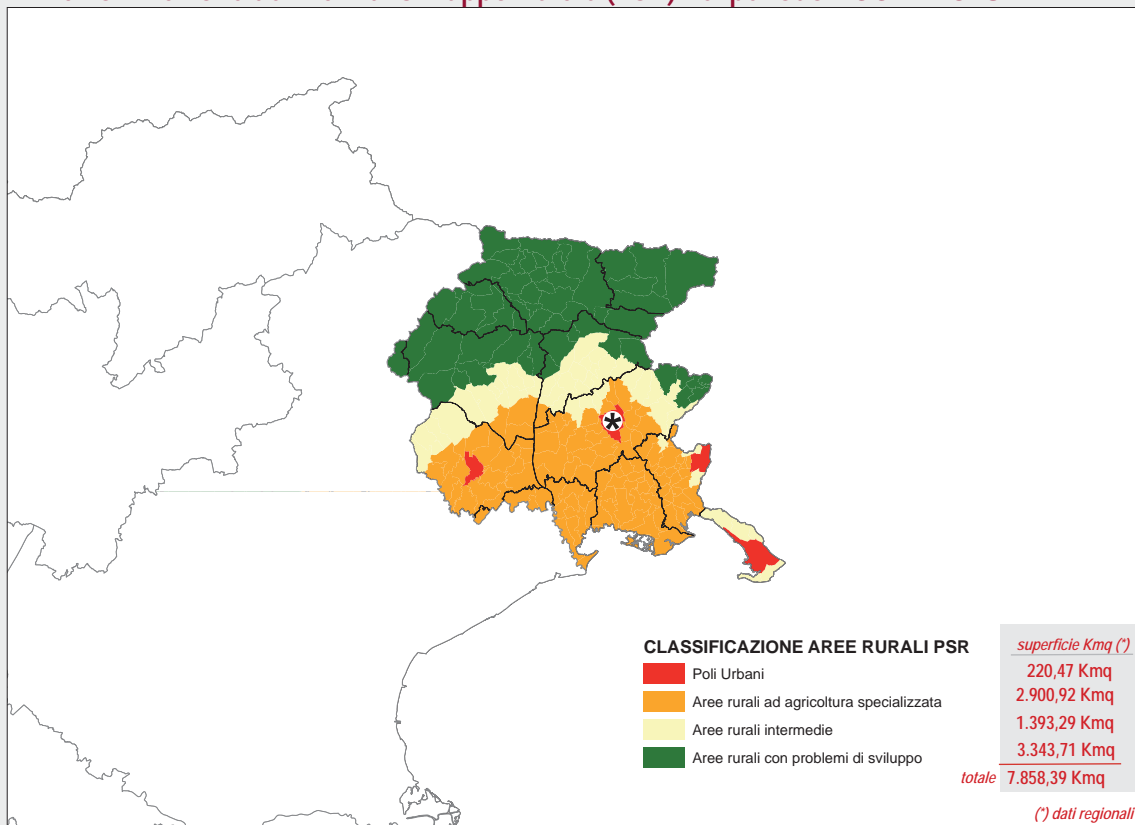 CLASSIFICAZIONE AREE RURALI PSR
superficie Kmq (*)
Poli Urbani
220,47 Kmq
Aree rurali ad agricoltura specializzata
2.900,92 Kmq
Aree rurali intermedie
1.393,29 Kmq
Aree rurali con problemi di sviluppo
3.343,71 Kmq
totale 7.858,39 Kmq
(*) dati regionali